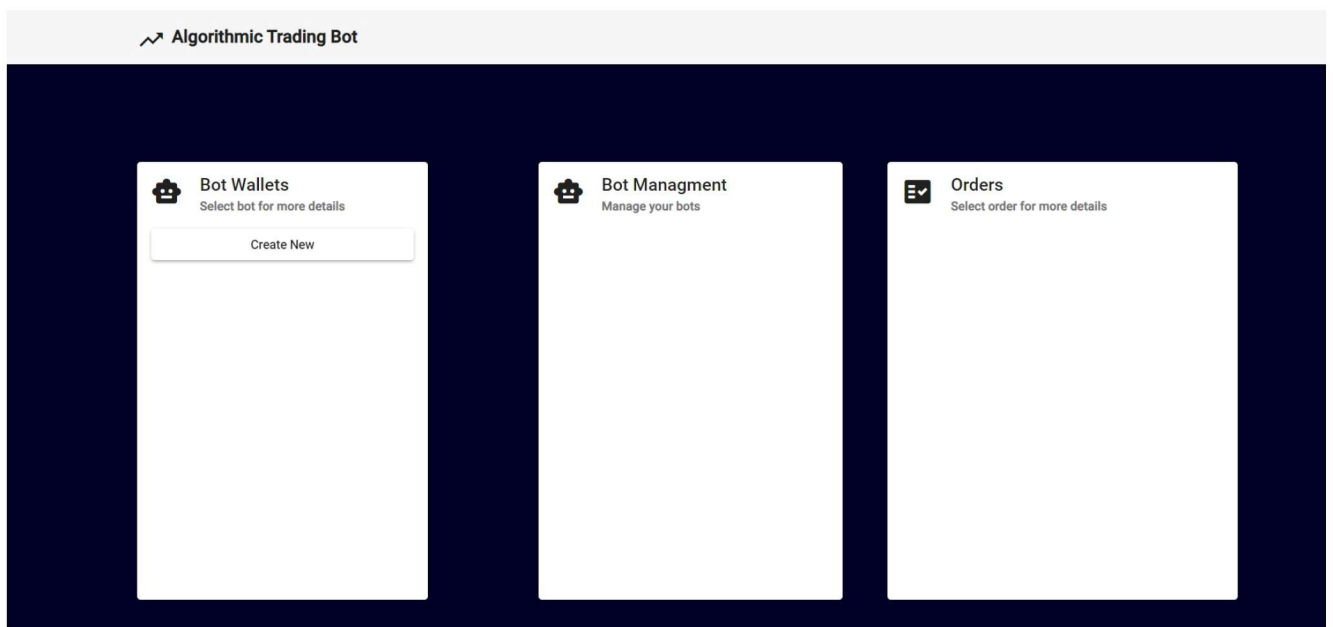 Algorithmic Trading Bot
Bot Wallets
Select bot for more details
Create New
Bot Managment
Manage your bots
Orders
Select order for more details